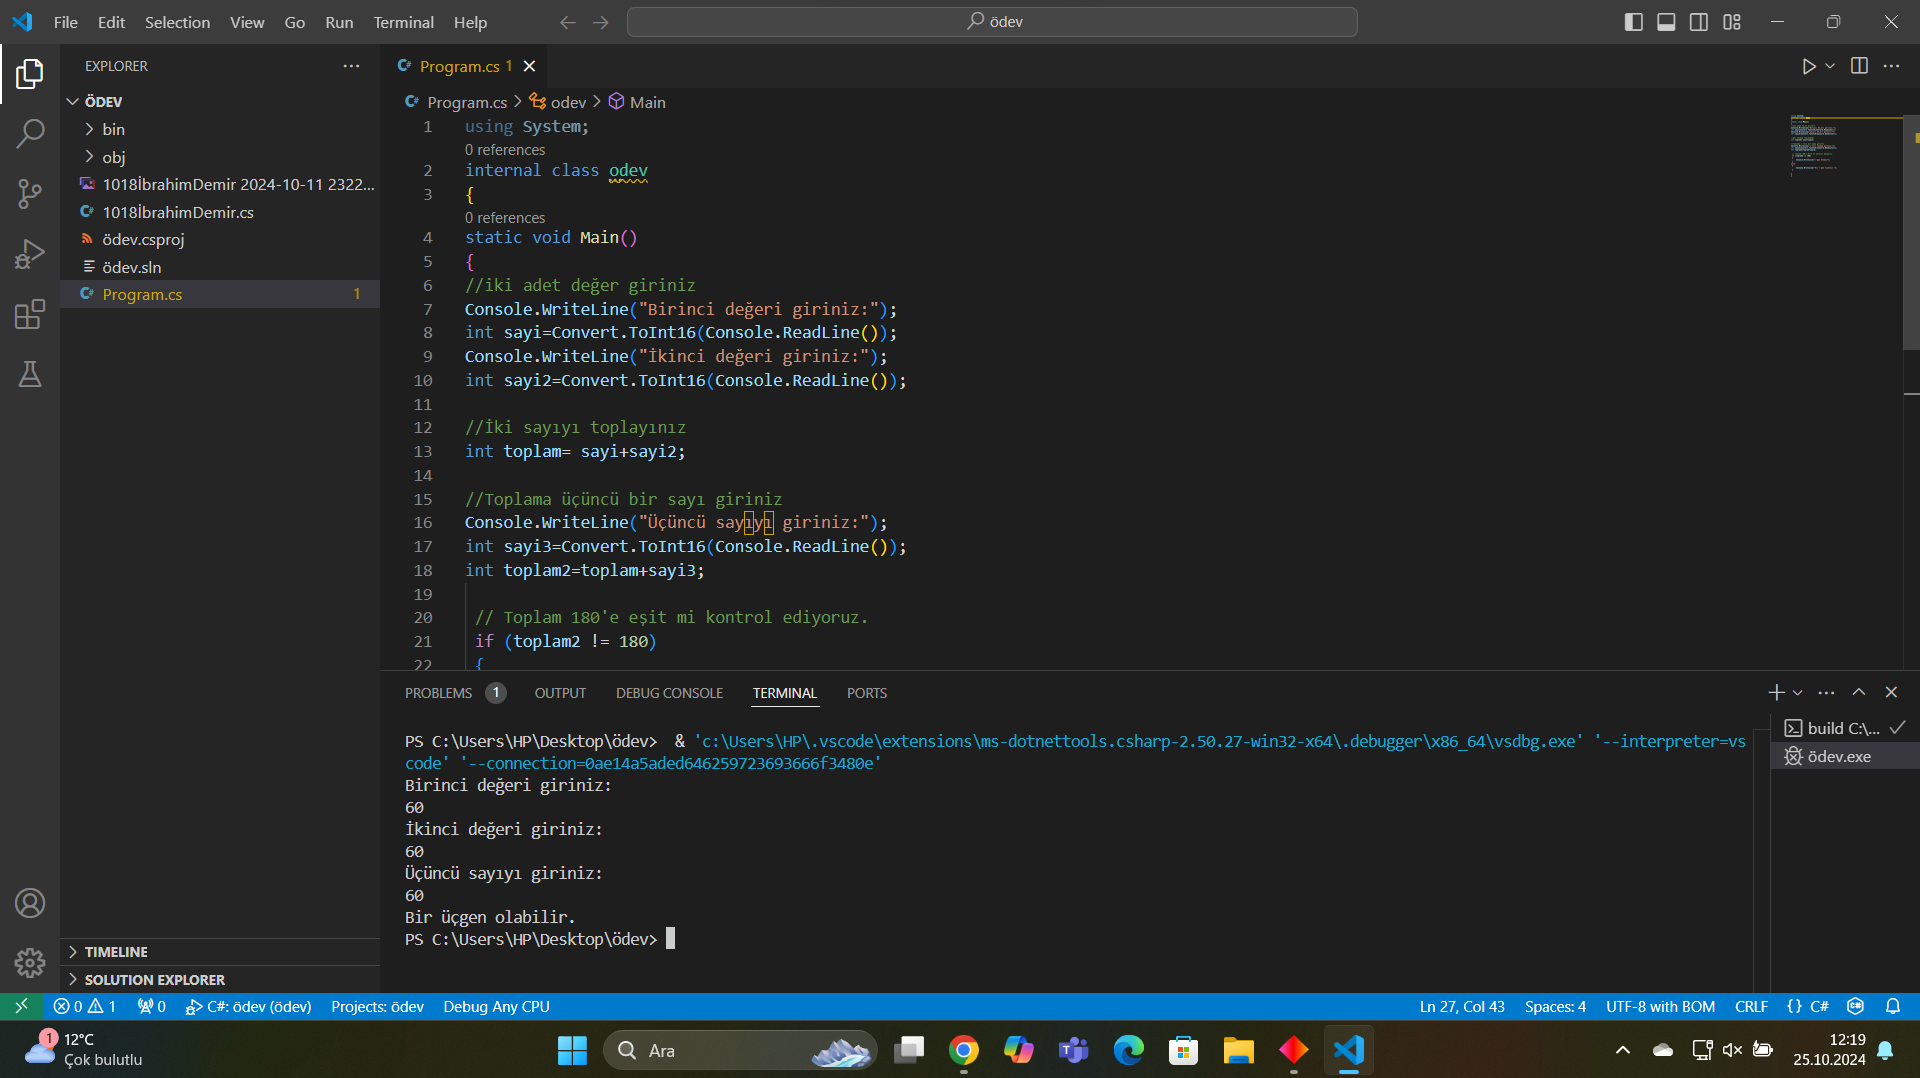 File Edit Selection View Go Run Terminal Help
ödev
EXPLORER
ÖDEV
bin
obj
1018İbrahimDemir 2024-10-11 2322...
1018İbrahimDemir.cs
ödev.csproj
ödev.sln
Program.cs 1
TIMELINE
SOLUTION EXPLORER
Program.cs 1
Program.cs > odev > Main
1 using System;
0 references
2 internal class odev
3 {
0 references
4 static void Main()
5 {
6 //iki adet değer giriniz
7 Console.WriteLine("Birinci değeri giriniz:");
8 int sayi=Convert.ToInt16(Console.ReadLine());
9 Console.WriteLine("İkinci değeri giriniz:");
10 int sayi2=Convert.ToInt16(Console.ReadLine());
11
12 //İki sayıyı toplayınız
13 int toplam= sayi+sayi2;
14
15 //Toplama üçüncü bir sayı giriniz
16 Console.WriteLine("Üçüncü sayıyı giriniz:");
17 int sayi3=Convert.ToInt16(Console.ReadLine());
18 int toplam2=toplam+sayi3;
19
20 // Toplam 180'e eşit mi kontrol ediyoruz.
21 if (toplam2 != 180)
22 {
PROBLEMS 1 OUTPUT DEBUG CONSOLE TERMINAL PORTS
PS C:\Users\HP\Desktop\ödev> & 'c:\Users\HP\.vscode\extensions\ms-dotnettools.csharp-2.50.27-win32-x64\.debugger\x86_64\vsdbg.exe' '--interpreter=vs
code' '--connection=0ae14a5aded646259723693666f3480e'
Birinci değeri giriniz:
60
İkinci değeri giriniz:
60
Üçüncü sayıyı giriniz:
60
Bir üçgen olabilir.
PS C:\Users\HP\Desktop\ödev>
build C:\...
ödev.exe
0 1 0 C#: ödev (ödev) Projects: ödev Debug Any CPU Ln 27, Col 43 Spaces: 4 UTF-8 with BOM CRLF {} C#
1
12°C
Çok bulutlu
Ara
12:19
25.10.2024